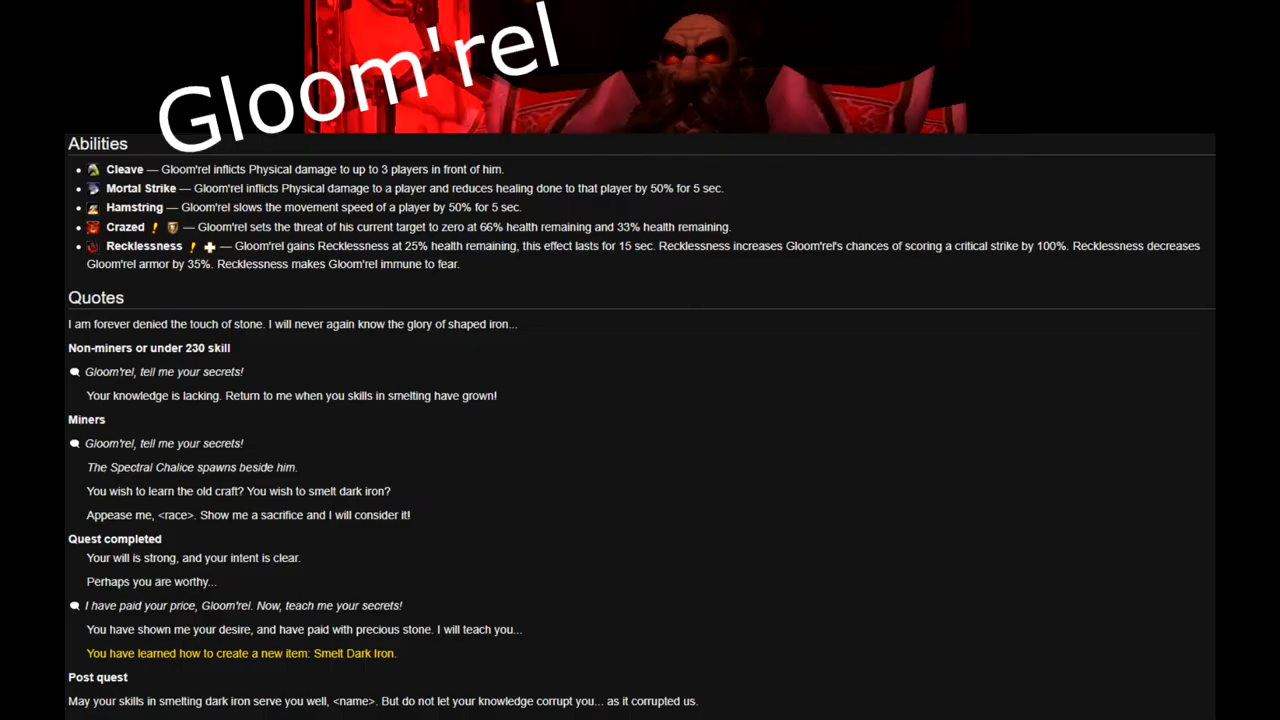 Gloom'rel
Abilities
Cleave — Gloom'rel inflicts Physical damage to up to 3 players in front of him.
Mortal Strike — Gloom'rel inflicts Physical damage to a player and reduces healing done to that player by 50% for 5 sec.
Hamstring — Gloom'rel slows the movement speed of a player by 50% for 5 sec.
Crazed — Gloom'rel sets the threat of his current target to zero at 66% health remaining and 33% health remaining.
Recklessness — Gloom'rel gains Recklessness at 25% health remaining, this effect lasts for 15 sec. Recklessness increases Gloom'rel's chances of scoring a critical strike by 100%. Recklessness decreases
Gloom'rel armor by 35%. Recklessness makes Gloom'rel immune to fear.
Quotes
I am forever denied the touch of stone. I will never again know the glory of shaped iron...
Non-miners or under 230 skill
Gloom'rel, tell me your secrets!
Your knowledge is lacking. Return to me when you skills in smelting have grown!
Miners
Gloom'rel, tell me your secrets!
The Spectral Chalice spawns beside him.
You wish to learn the old craft? You wish to smelt dark iron?
Appease me, <race>. Show me a sacrifice and I will consider it!
Quest completed
Your will is strong, and your intent is clear.
Perhaps you are worthy...
I have paid your price, Gloom'rel. Now, teach me your secrets!
You have shown me your desire, and have paid with precious stone. I will teach you...
You have learned how to create a new item: Smelt Dark Iron.
Post quest
May your skills in smelting dark iron serve you well, <name>. But do not let your knowledge corrupt you... as it corrupted us.